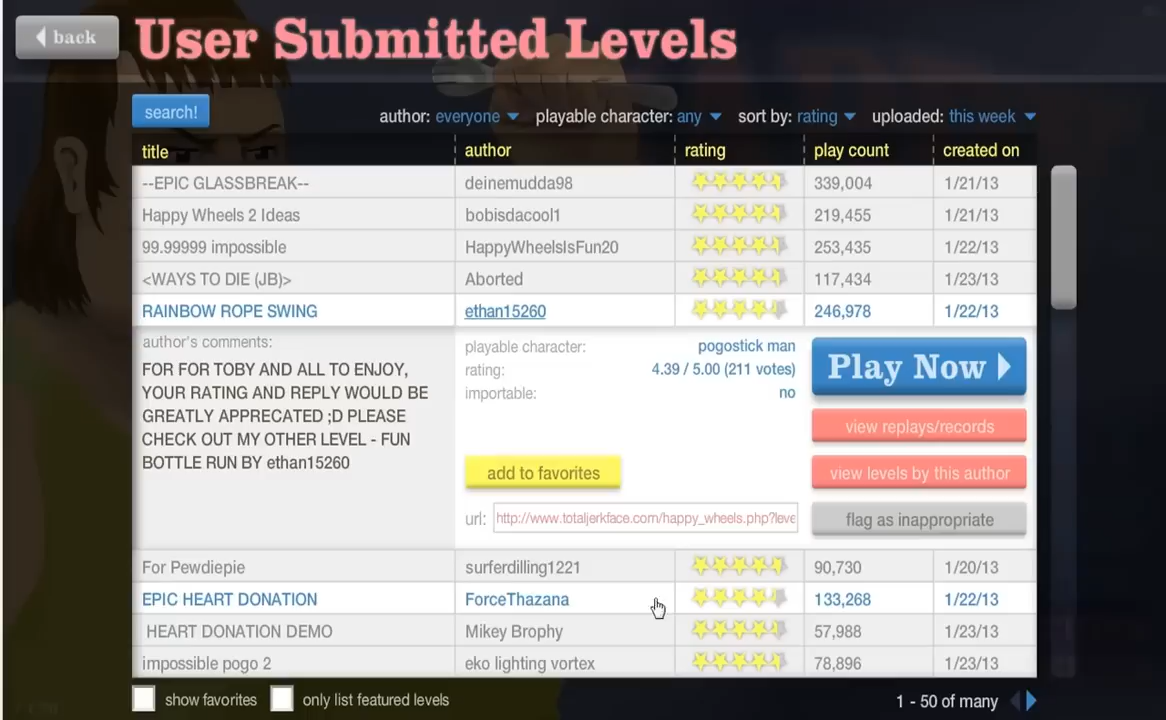 back
User Submitted Levels
search!
author: everyone playable character: any sort by: rating uploaded: this week
title author rating play count created on
--EPIC GLASSBREAK-- deinemudda98 339,004 1/21/13
Happy Wheels 2 Ideas bobisdacool1 219,455 1/21/13
99.99999 impossible HappyWheelsIsFun20 253,435 1/22/13
<WAYS TO DIE (JB)> Aborted 117,434 1/23/13
RAINBOW ROPE SWING ethan15260 246,978 1/22/13
author's comments:
FOR FOR TOBY AND ALL TO ENJOY,
YOUR RATING AND REPLY WOULD BE
GREATLY APPRECATED ;D PLEASE
CHECK OUT MY OTHER LEVEL - FUN
BOTTLE RUN BY ethan15260
playable character: pogostick man
rating: 4.39 / 5.00 (211 votes)
importable: no
add to favorites
url: http://www.totaljerkface.com/happy_wheels.php?leve
Play Now
view replays/records
view levels by this author
flag as inappropriate
For Pewdiepie surferdilling1221 90,730 1/20/13
EPIC HEART DONATION ForceThazana 133,268 1/22/13
HEART DONATION DEMO Mikey Brophy 57,988 1/23/13
impossible pogo 2 eko lighting vortex 78,896 1/23/13
show favorites only list featured levels 1 - 50 of many